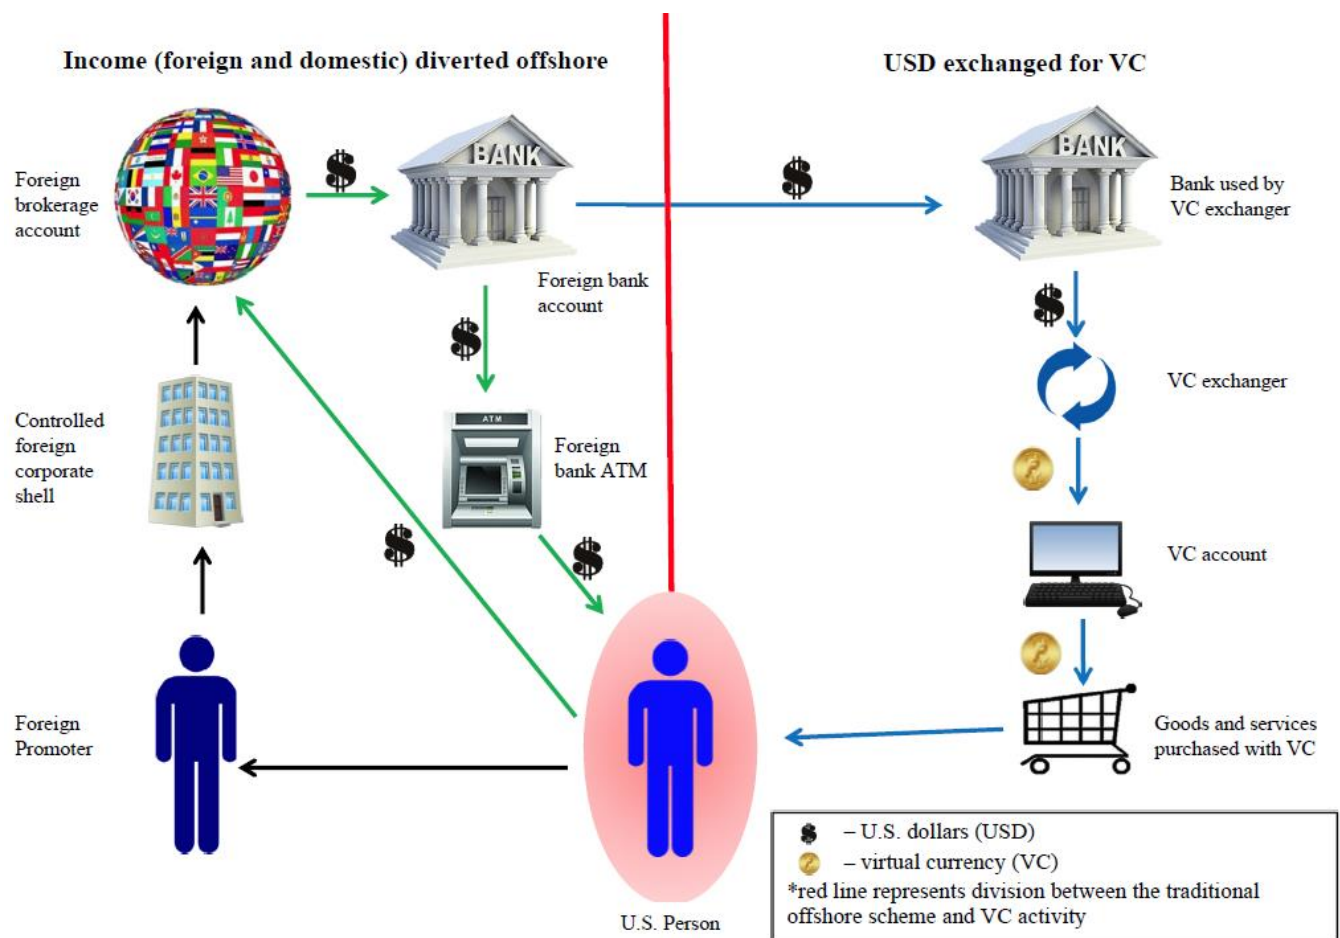 Income (foreign and domestic) diverted offshore
USD exchanged for VC
Foreign
brokerage
account
$
BANK
Foreign bank
account
$
BANK
Bank used by
VC exchanger
$
$
VC exchanger
Controlled
foreign
corporate
shell
ATM
Foreign
bank ATM
$
$
VC account
Foreign
Promoter
Goods and services
purchased with VC
U.S. Person
$ – U.S. dollars (USD)
– virtual currency (VC)
*red line represents division between the traditional
offshore scheme and VC activity